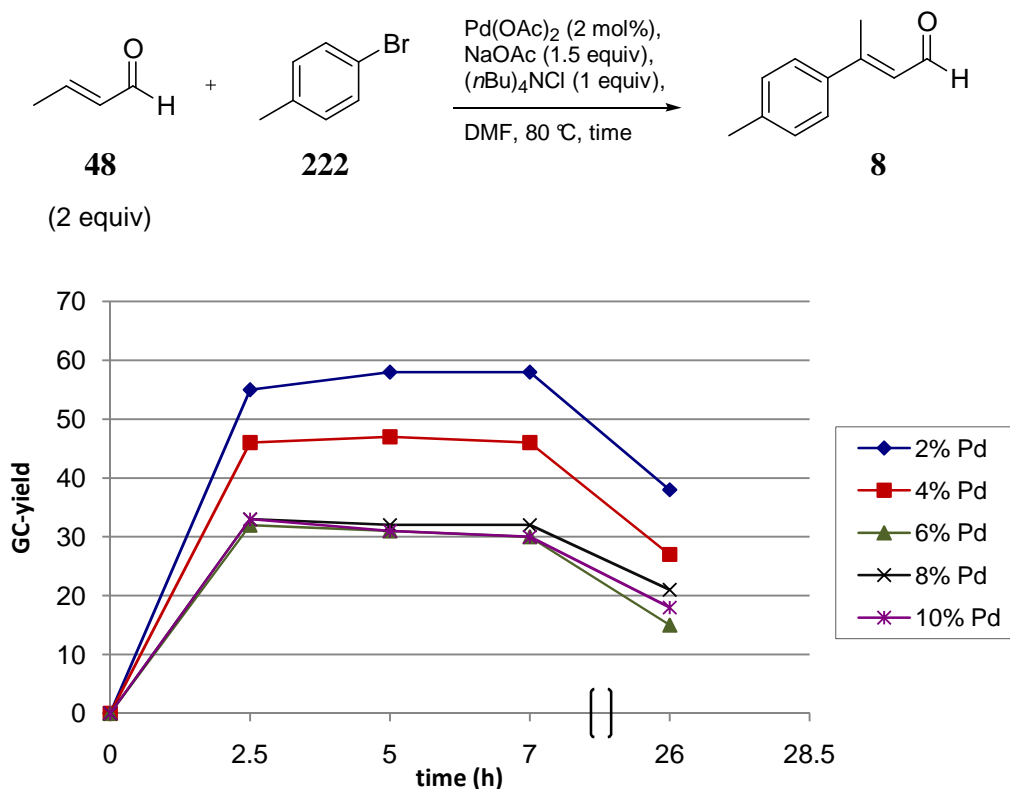 O
H
+
Br
Pd(OAc)2 (2 mol%),
NaOAc (1.5 equiv),
(nBu)4NCl (1 equiv),
DMF, 80 °C, time
O
H
48
222
8
(2 equiv)
70
60
50
40
30
20
10
0
GC-yield
0
2.5
5
7
26
28.5
time (h)
2% Pd
4% Pd
6% Pd
8% Pd
10% Pd